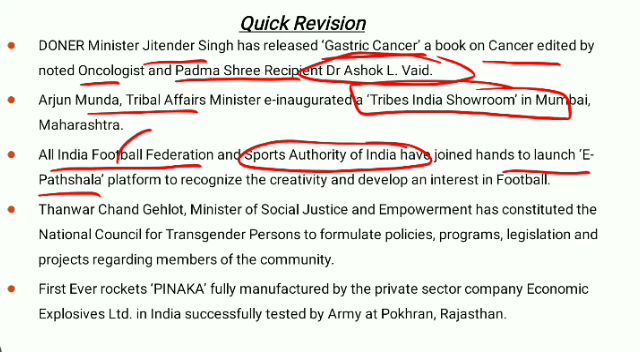 Quick Revision
DONER Minister Jitender Singh has released 'Gastric Cancer' a book on Cancer edited by
noted Oncologist and Padma Shree Recipient Dr Ashok L. Vaid.
Arjun Munda, Tribal Affairs Minister e-inaugurated a 'Tribes India Showroom' in Mumbai,
Maharashtra.
All India Football Federation and Sports Authority of India have joined hands to launch 'E-
Pathshala' platform to recognize the creativity and develop an interest in Football.
Thanwar Chand Gehlot, Minister of Social Justice and Empowerment has constituted the
National Council for Transgender Persons to formulate policies, programs, legislation and
projects regarding members of the community.
First Ever rockets 'PINAKA' fully manufactured by the private sector company Economic
Explosives Ltd. in India successfully tested by Army at Pokhran, Rajasthan.